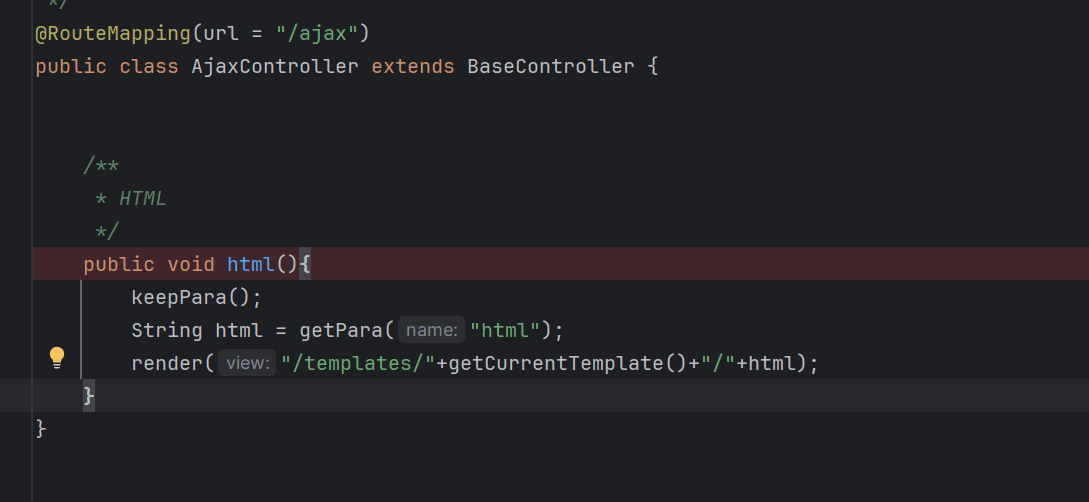 */
@RouteMapping(url = "/ajax")
public class AjaxController extends BaseController {
/**
* HTML
*/
public void html(){
keepPara();
String html = getPara( name: "html");
render( view: "/templates/"+getCurrentTemplate()+"/"+html);
}
}